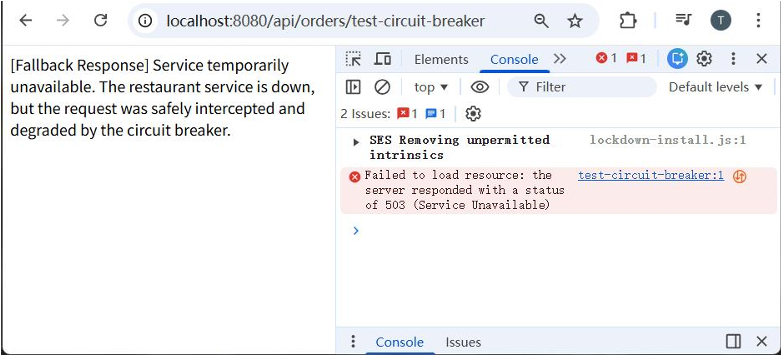 localhost:8080/api/orders/test-circuit-breaker
T
[Fallback Response] Service temporarily
unavailable. The restaurant service is down,
but the request was safely intercepted and
degraded by the circuit breaker.
Elements Console 1 1
top Filter Default levels
2 Issues: 1 1
SES Removing unpermitted lockdown-install.js:1
intrinsics
Failed to load resource: the test-circuit-breaker:1
server responded with a status
of 503 (Service Unavailable)
Console Issues